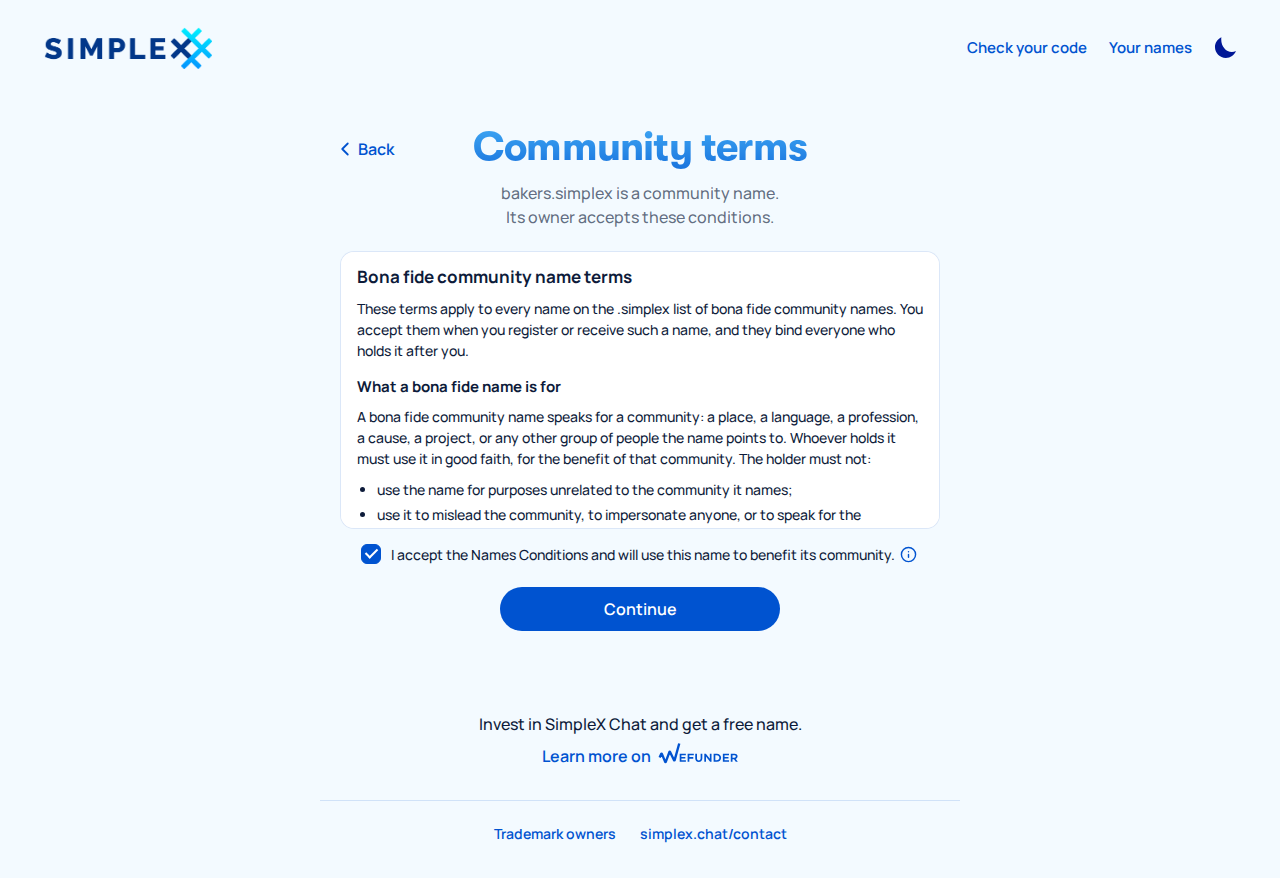 SIMPLEX
Check your code
Your names
Back
Community terms
bakers.simplex is a community name.
Its owner accepts these conditions.
Bona fide community name terms
These terms apply to every name on the .simplex list of bona fide community names. You
accept them when you register or receive such a name, and they bind everyone who
holds it after you.
What a bona fide name is for
A bona fide community name speaks for a community: a place, a language, a profession,
a cause, a project, or any other group of people the name points to. Whoever holds it
must use it in good faith, for the benefit of that community. The holder must not:
• use the name for purposes unrelated to the community it names;
• use it to mislead the community, to impersonate anyone, or to speak for the
I accept the Names Conditions and will use this name to benefit its community.
Continue
Invest in SimpleX Chat and get a free name.
Learn more on WEFUNDER
Trademark owners
simplex.chat/contact